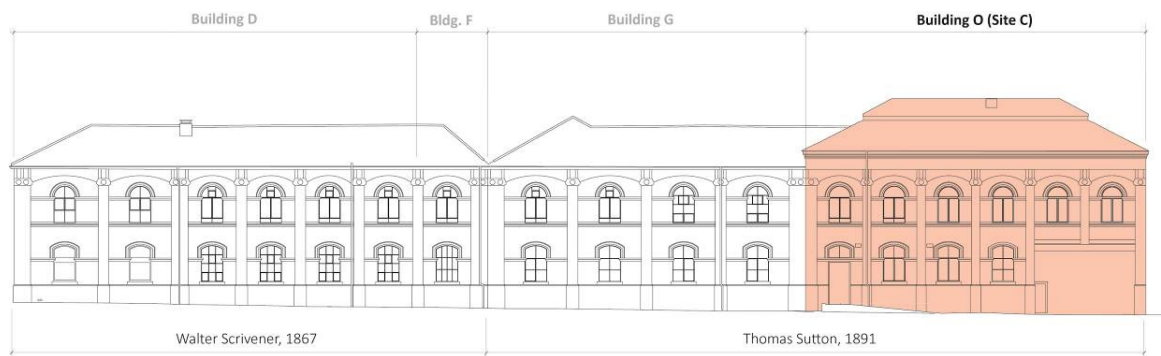 Building D
Bldg. F
Building G
Building O (Site C)
Walter Scrivener, 1867
Thomas Sutton, 1891